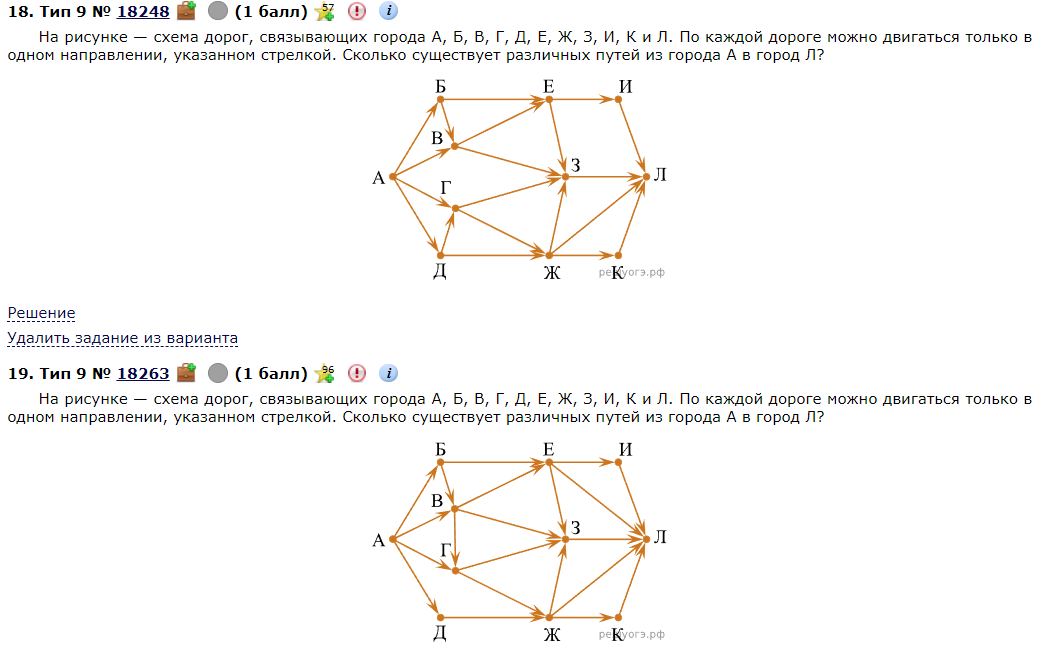 18. Тип 9 № 18248 (1 балл) 57
На рисунке — схема дорог, связывающих города А, Б, В, Г, Д, Е, Ж, З, И, К и Л. По каждой дороге можно двигаться только в
одном направлении, указанном стрелкой. Сколько существует различных путей из города А в город Л?
Б Е И
В
З
А Л
Г
Д Ж К
решуогэ.рф
Решение
Удалить задание из варианта
19. Тип 9 № 18263 (1 балл) 96
На рисунке — схема дорог, связывающих города А, Б, В, Г, Д, Е, Ж, З, И, К и Л. По каждой дороге можно двигаться только в
одном направлении, указанном стрелкой. Сколько существует различных путей из города А в город Л?
Б Е И
В
З
А Л
Г
Д Ж К
решуогэ.рф